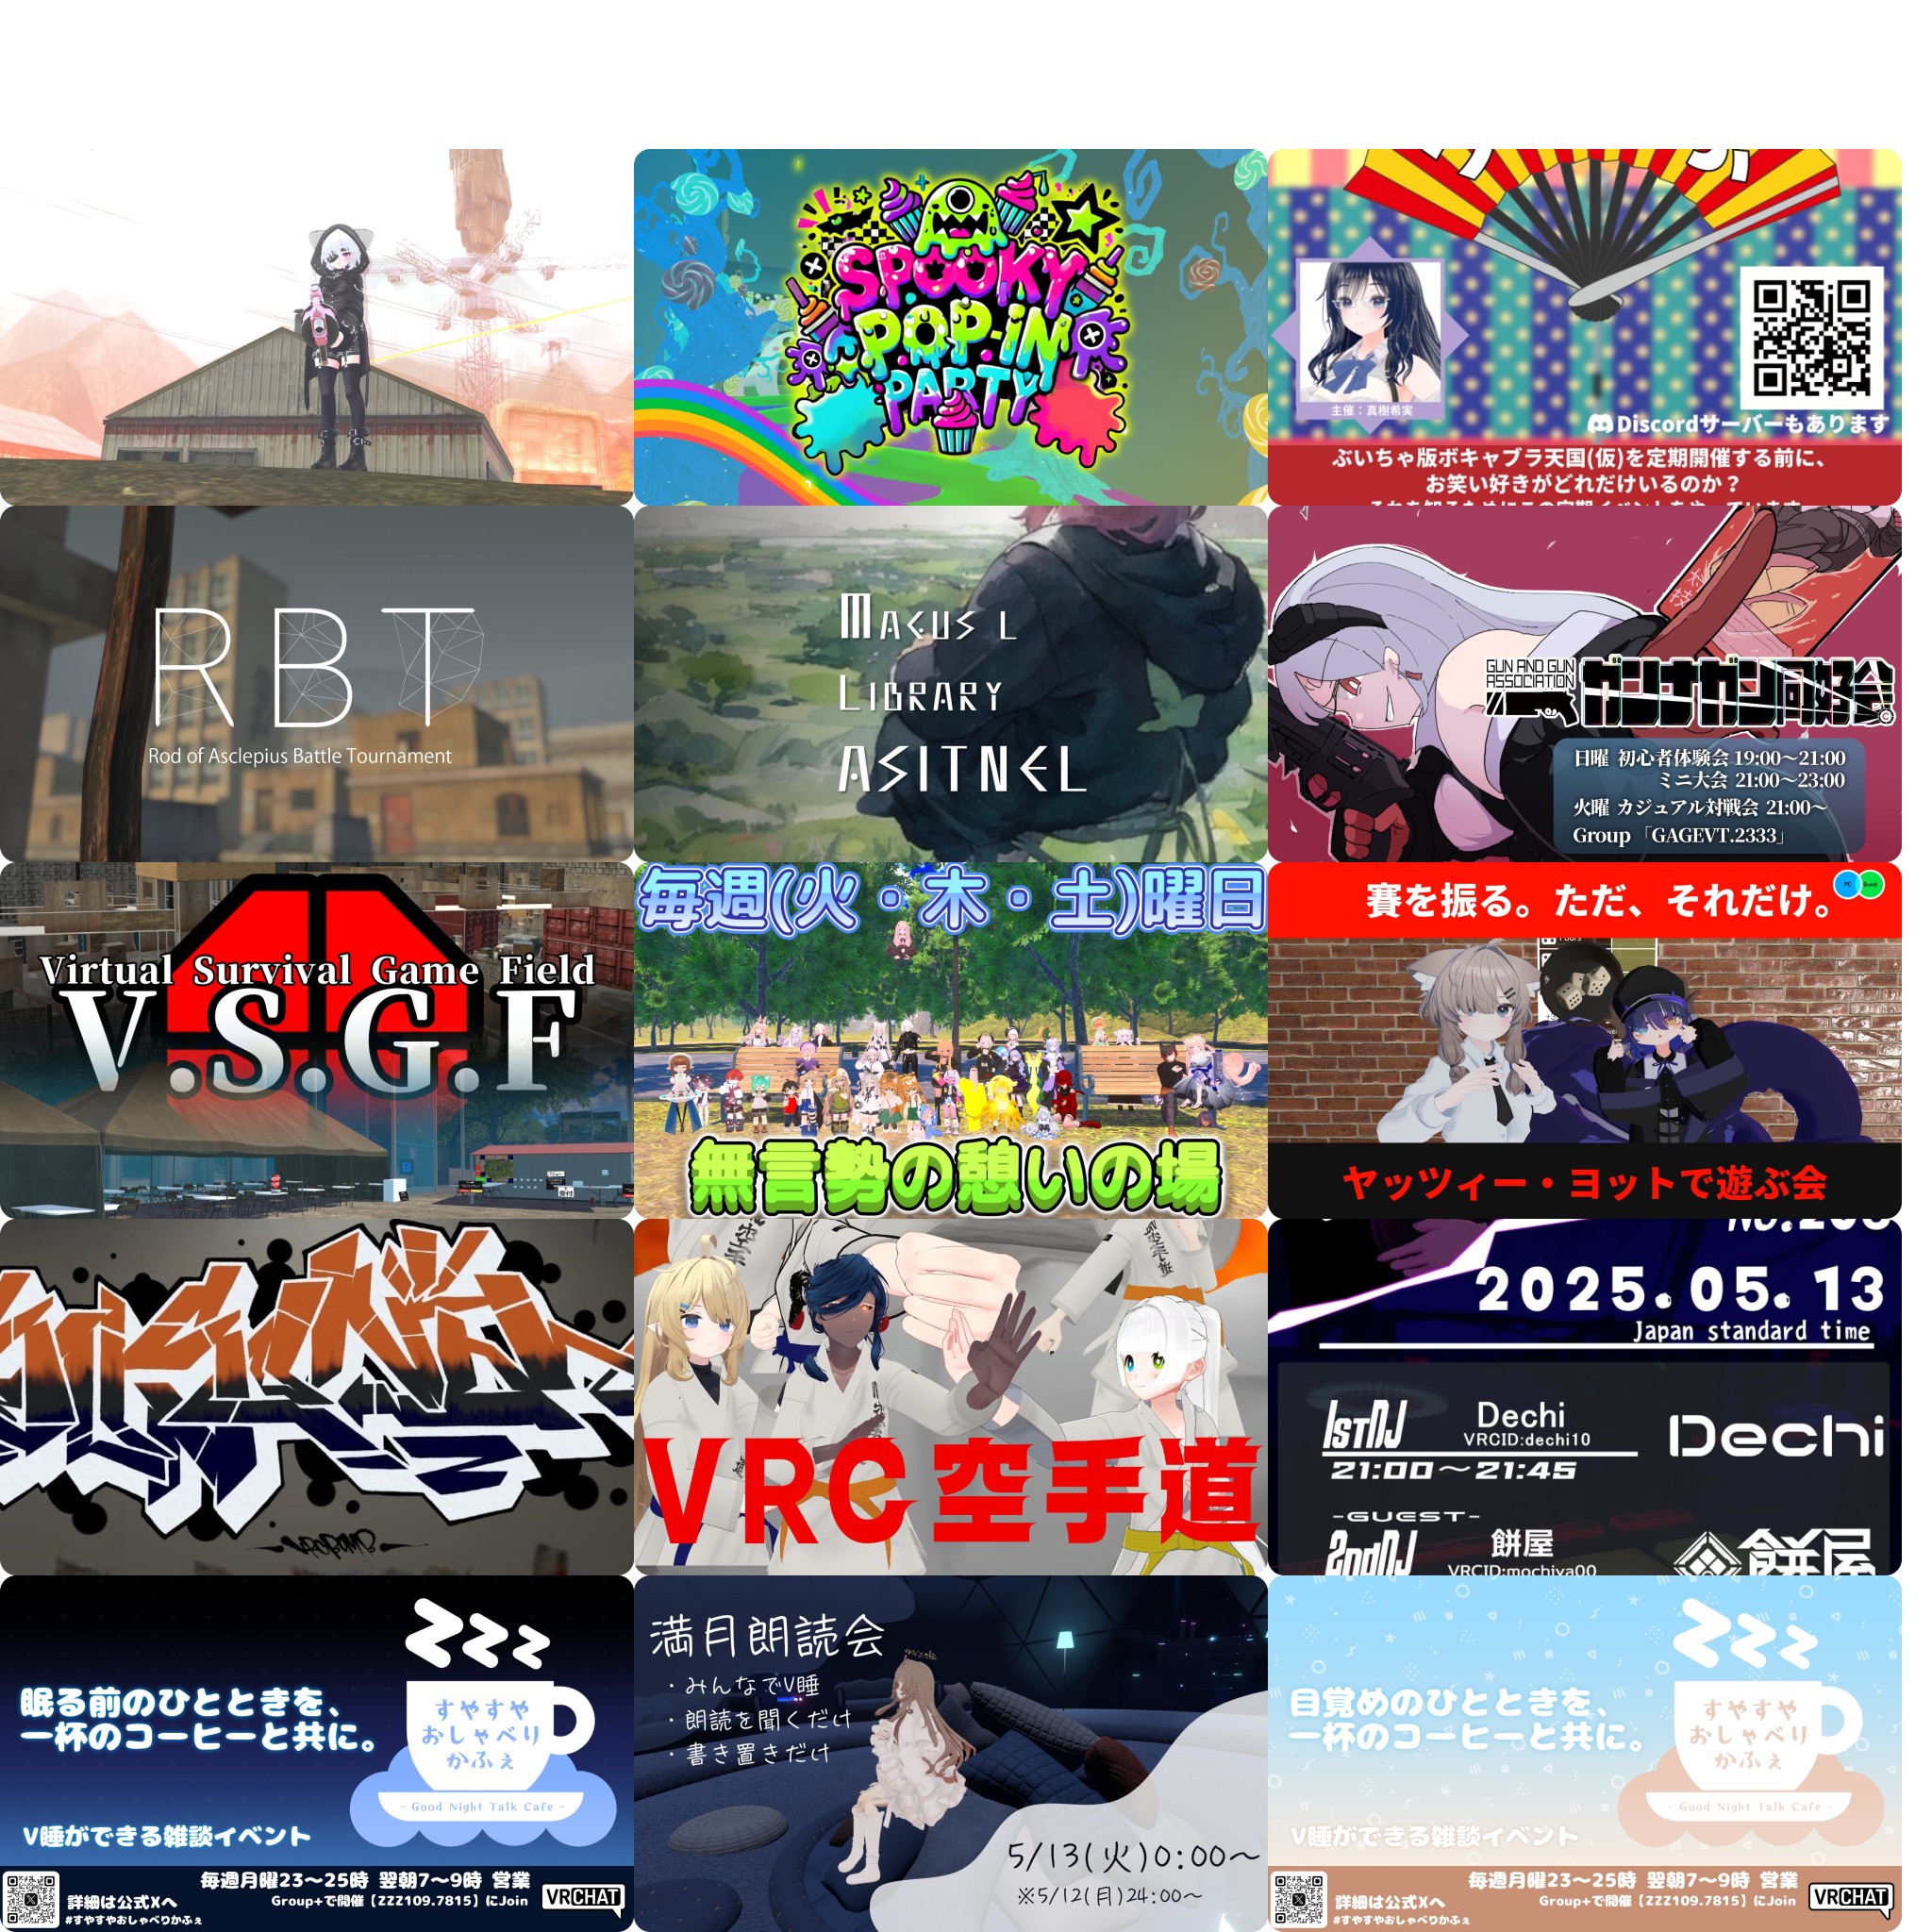 SPOOKY
POP-IN
PARTY
主催：真樹希実
Discordサーバーもあります
ぶいちゃ版ボキャブラ天国(仮)を定期開催する前に、
お笑い好きがどれだけいるのか？
RBT
Rod of Asclepius Battle Tournament
MACUS L
LIBRARY
ASITNEL
GUN AND GUN
ASSOCIATION
ガンナガン同好会
日曜 初心者体験会 19:00〜21:00
ミニ大会 21:00〜23:00
火曜 カジュアル対戦会 21:00〜
Group「GAGEVT.2333」
Virtual Survival Game Field
V.S.G.F
毎週(火・木・土)曜日
無言勢の憩いの場
賽を振る。ただ、それだけ。
PC
Quest
ヤッツィー・ヨットで遊ぶ会
VRC空手道
2025.05.13
Japan standard time
1stDJ
Dechi
VRCID:dechi10
Dechi
21:00〜21:45
-GUEST-
2ndDJ
餅屋
VRCID:mochiya00
餅屋
ZZZ
眠る前のひとときを、
一杯のコーヒーと共に。
すやすや
おしゃべり
かふぇ
- Good Night Talk Cafe -
V睡ができる雑談イベント
毎週月曜23〜25時 翌朝7〜9時 営業
詳細は公式Xへ
Group+で開催【ZZZ109.7815】にJoin
#すやすやおしゃべりかふぇ
VRCHAT
満月朗読会
・みんなでV睡
・朗読を聞くだけ
・書き置きだけ
5/13(火)0:00〜
※5/12(月)24:00〜
ZZZ
目覚めのひとときを、
一杯のコーヒーと共に。
すやすや
おしゃべり
かふぇ
- Good Night Talk Cafe -
V睡ができる雑談イベント
毎週月曜23〜25時 翌朝7〜9時 営業
詳細は公式Xへ
Group+で開催【ZZZ109.7815】にJoin
#すやすやおしゃべりかふぇ
VRCHAT